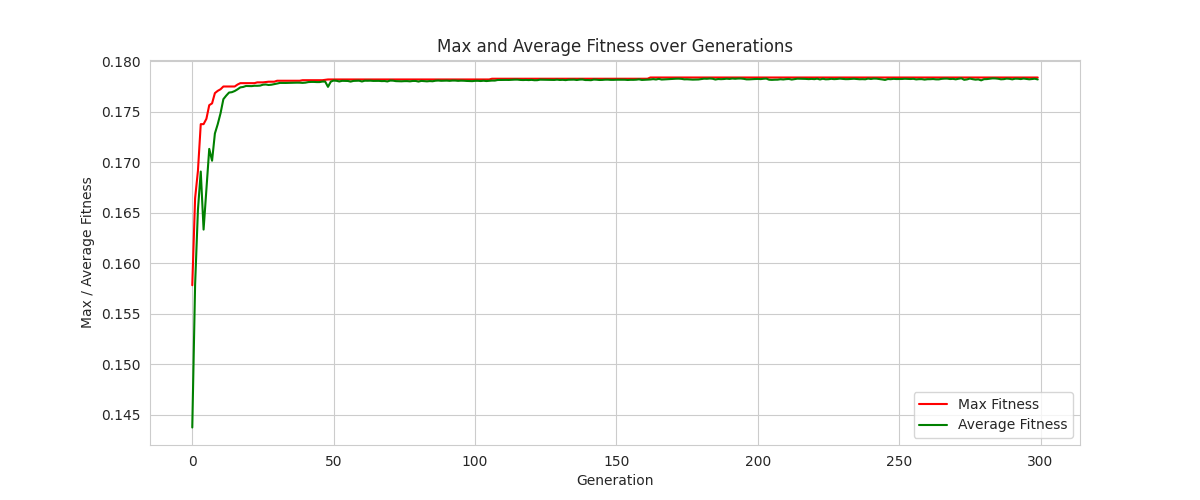 Max and Average Fitness over Generations
0.180
0.175
0.170
0.165
0.160
0.155
0.150
0.145
Max / Average Fitness
0 50 100 150 200 250 300
Generation
Max Fitness
Average Fitness